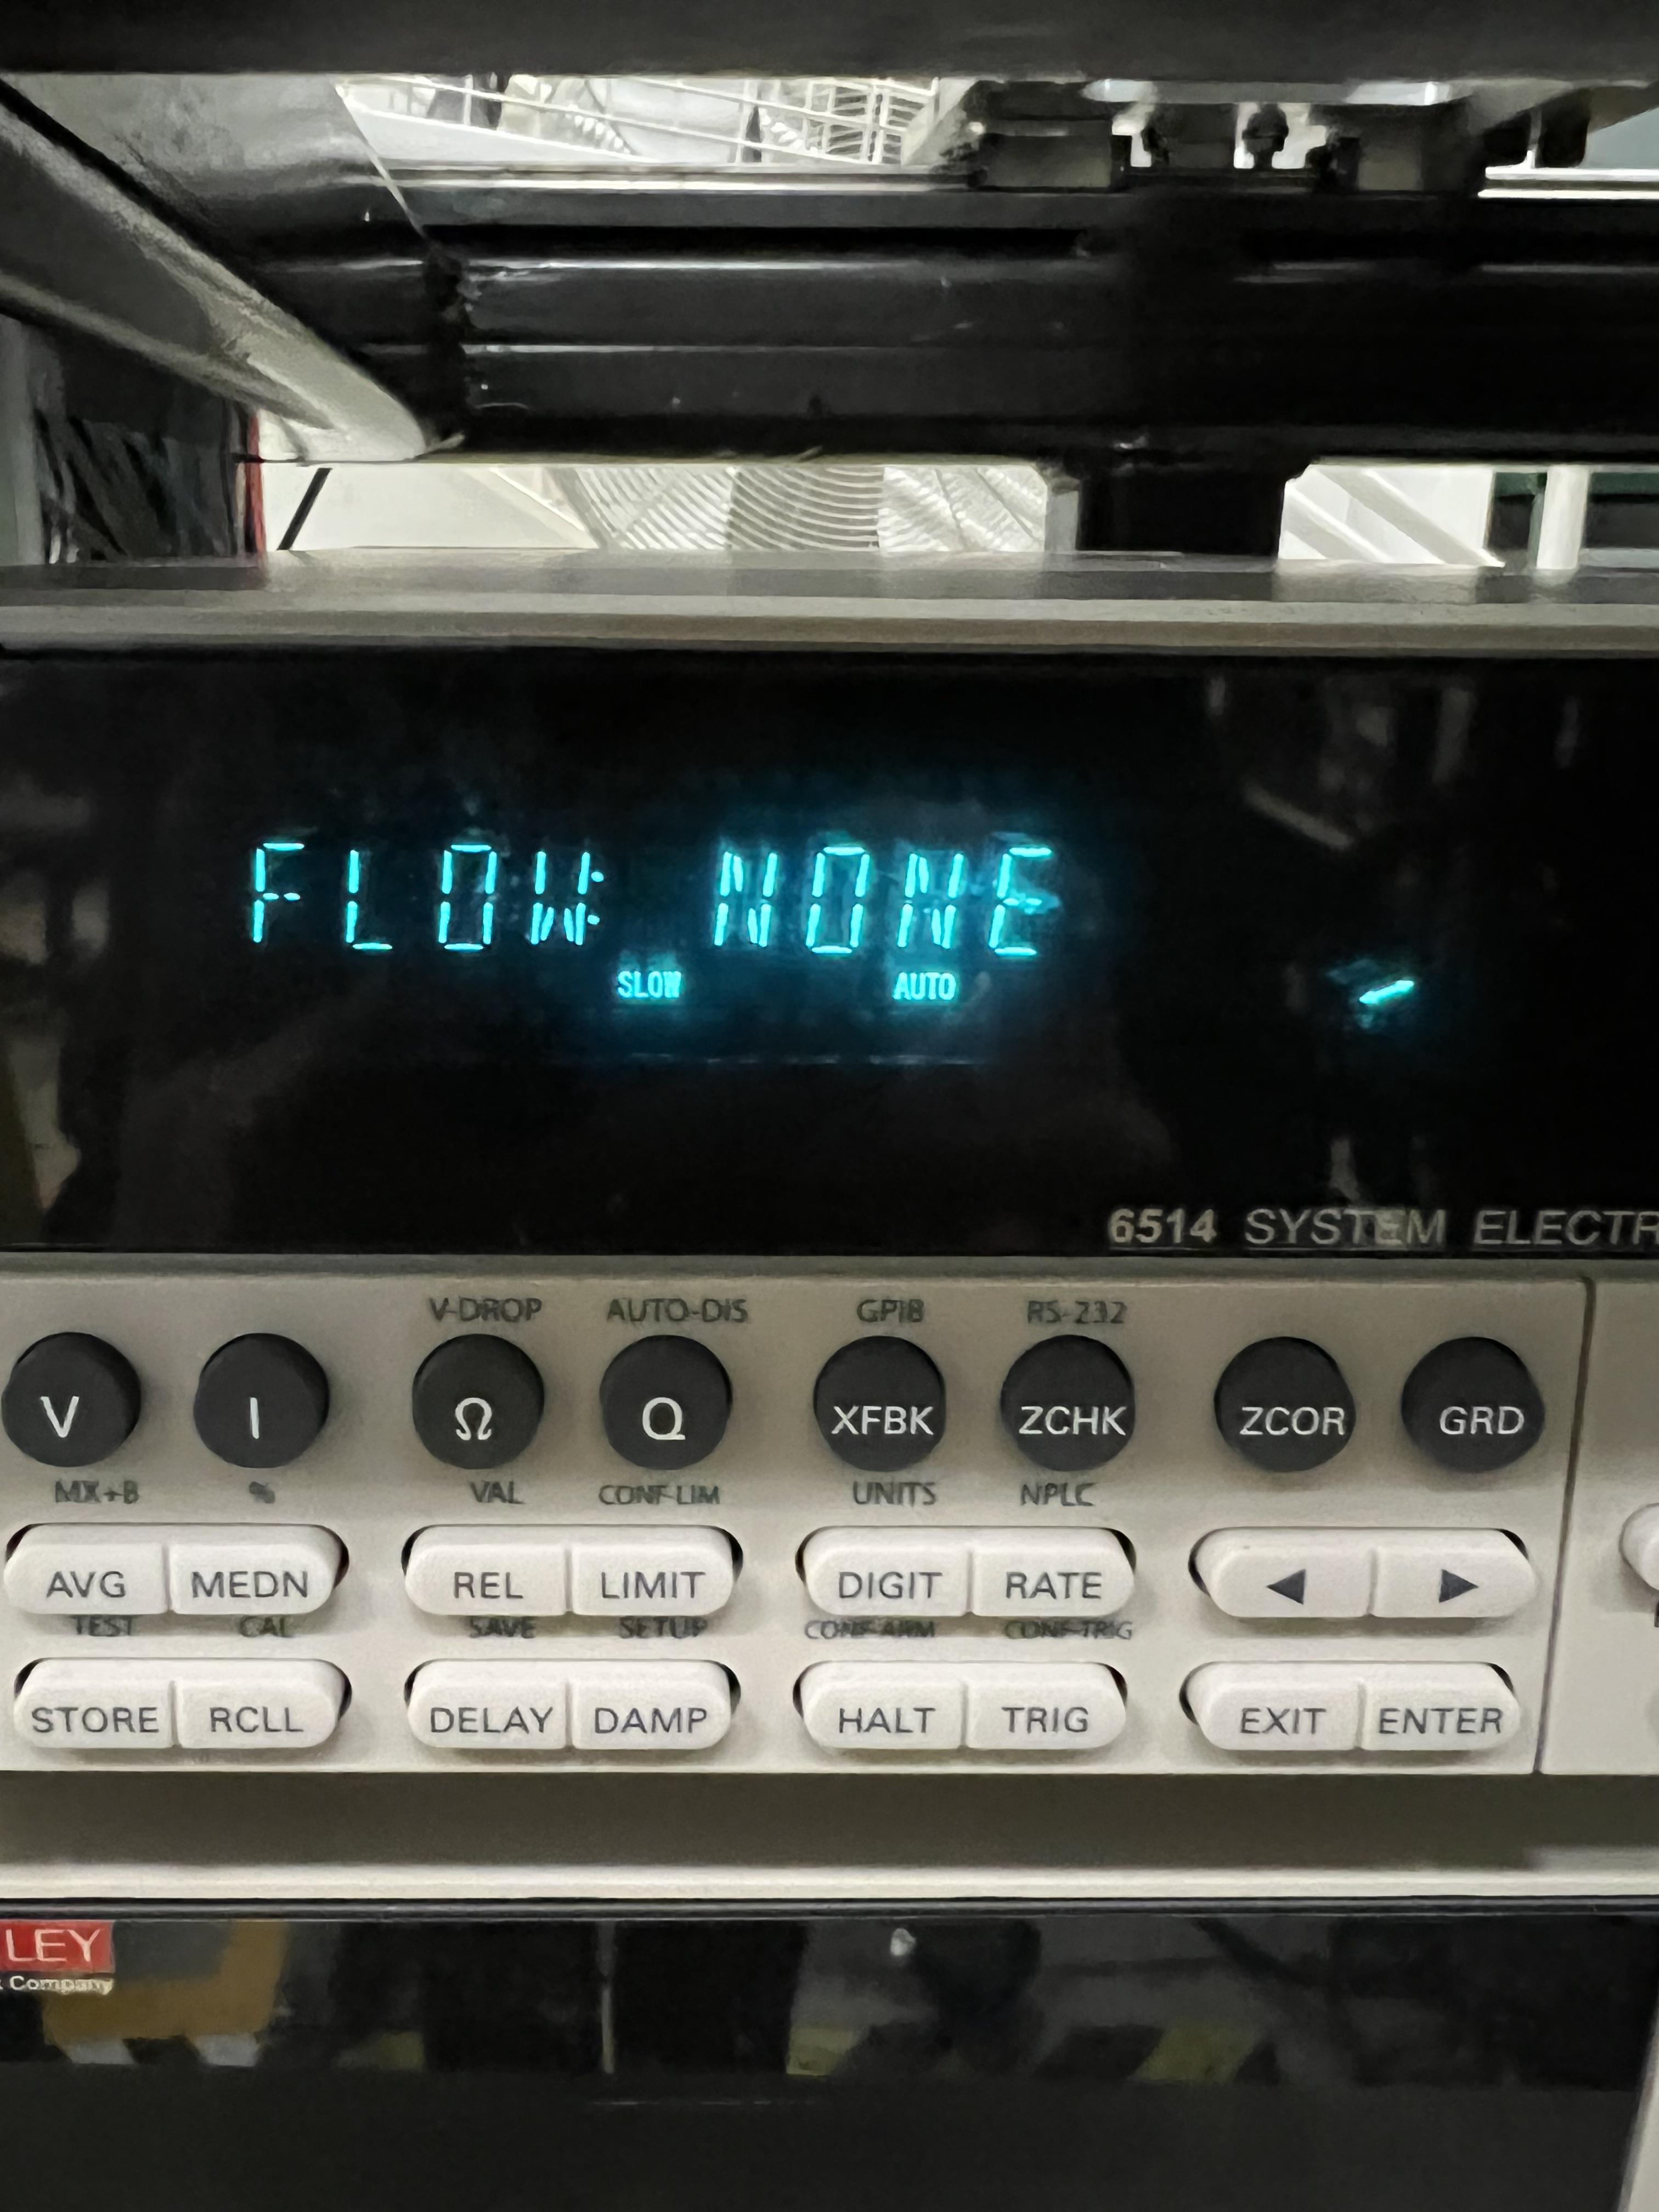 FLOW: NONE
SLOW AUTO
6514 SYSTEM ELECTR
V-DROP AUTO-DIS GPIB RS-232
V I Ω Q XFBK ZCHK ZCOR GRD
MX+B % VAL CONF-LIM UNITS NPLC
AVG MEDN REL LIMIT DIGIT RATE ◀ ▶
TEST CAL SAVE SETUP CONF-ARM CONF-TRIG
STORE RCLL DELAY DAMP HALT TRIG EXIT ENTER
LEY
Company